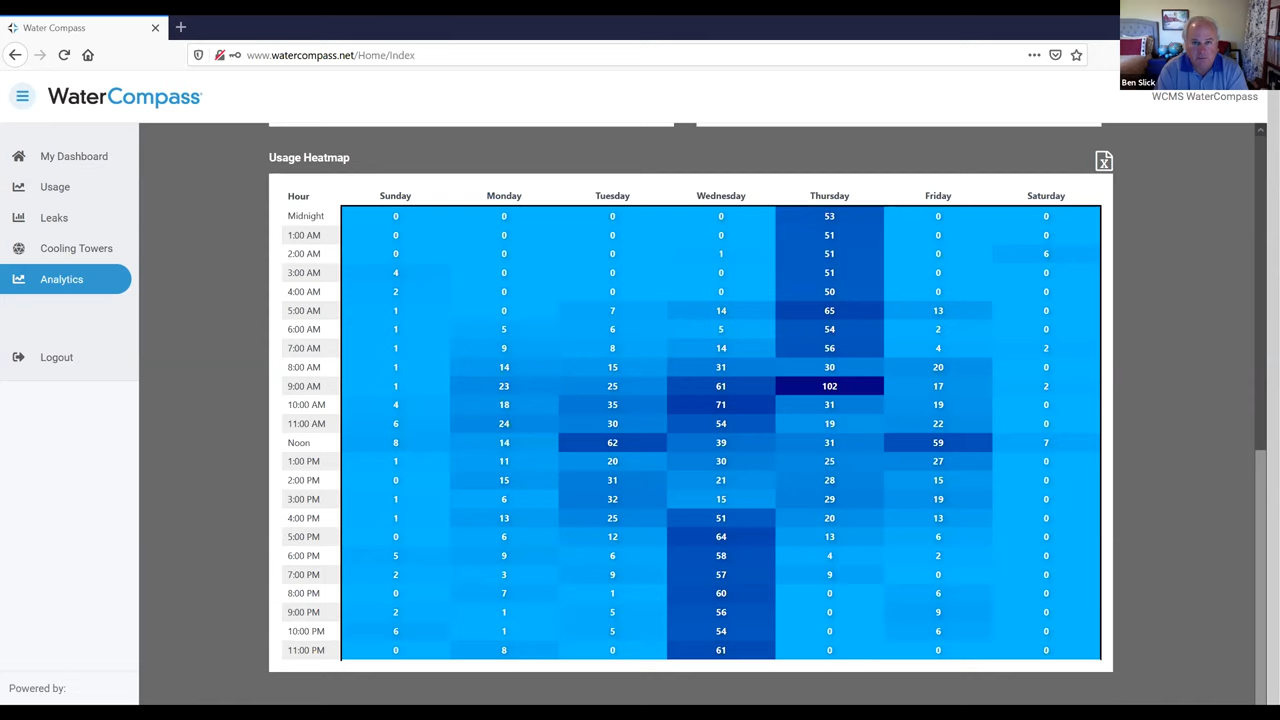 Water Compass
www.watercompass.net/Home/Index
Ben Slick
WaterCompass
WCMS WaterCompass
My Dashboard
Usage
Leaks
Cooling Towers
Analytics
Logout
Powered by:
Usage Heatmap
Hour Sunday Monday Tuesday Wednesday Thursday Friday Saturday
Midnight 0 0 0 0 53 0 0
1:00 AM 0 0 0 0 51 0 0
2:00 AM 0 0 0 1 51 0 6
3:00 AM 4 0 0 0 51 0 0
4:00 AM 2 0 0 0 50 0 0
5:00 AM 1 0 7 14 65 13 0
6:00 AM 1 5 6 5 54 2 0
7:00 AM 1 9 8 14 56 4 2
8:00 AM 1 14 15 31 30 20 0
9:00 AM 1 23 25 61 102 17 2
10:00 AM 4 18 35 71 31 19 0
11:00 AM 6 24 30 54 19 22 0
Noon 8 14 62 39 31 59 7
1:00 PM 1 11 20 30 25 27 0
2:00 PM 0 15 31 21 28 15 0
3:00 PM 1 6 32 15 29 19 0
4:00 PM 1 13 25 51 20 13 0
5:00 PM 0 6 12 64 13 6 0
6:00 PM 5 9 6 58 4 2 0
7:00 PM 2 3 9 57 9 0 0
8:00 PM 0 7 1 60 0 6 0
9:00 PM 2 1 5 56 0 9 0
10:00 PM 6 1 5 54 0 6 0
11:00 PM 0 8 0 61 0 0 0